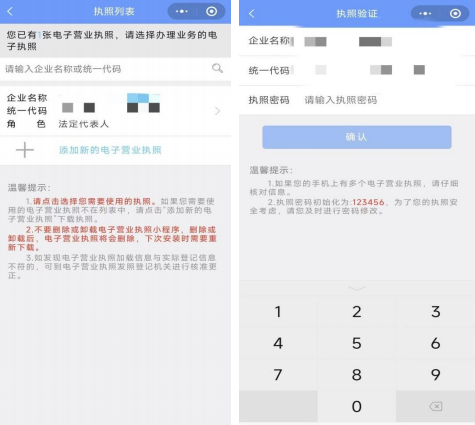 执照列表
您已有1张电子营业执照，请选择办理业务的电
子执照
请输入企业名称或统一代码
企业名称
统一代码
角 色 法定代表人
添加新的电子营业执照
温馨提示：
1.请点击选择您需要使用的执照。如果您需要使
用的电子营业执照不在列表中，请点击“添加新的电
子营业执照”下载执照。
2.不要删除或卸载电子营业执照小程序，删除或
卸载后，电子营业执照将会删除，下次安装时需要重
新下载。
3.如发现电子营业执照加载信息与实际登记信息
不符的，可到电子营业执照发照登记机关进行核准更
正。
执照验证
企业名称
统一代码
执照密码 请输入执照密码
确认
温馨提示：
1.如果您的手机上有多个电子营业执照，请仔细
核对信息。
2.执照密码初始化为:123456，为了您的执照安
全考虑，请您及时进行密码修改。
1 2 3
4 5 6
7 8 9
0